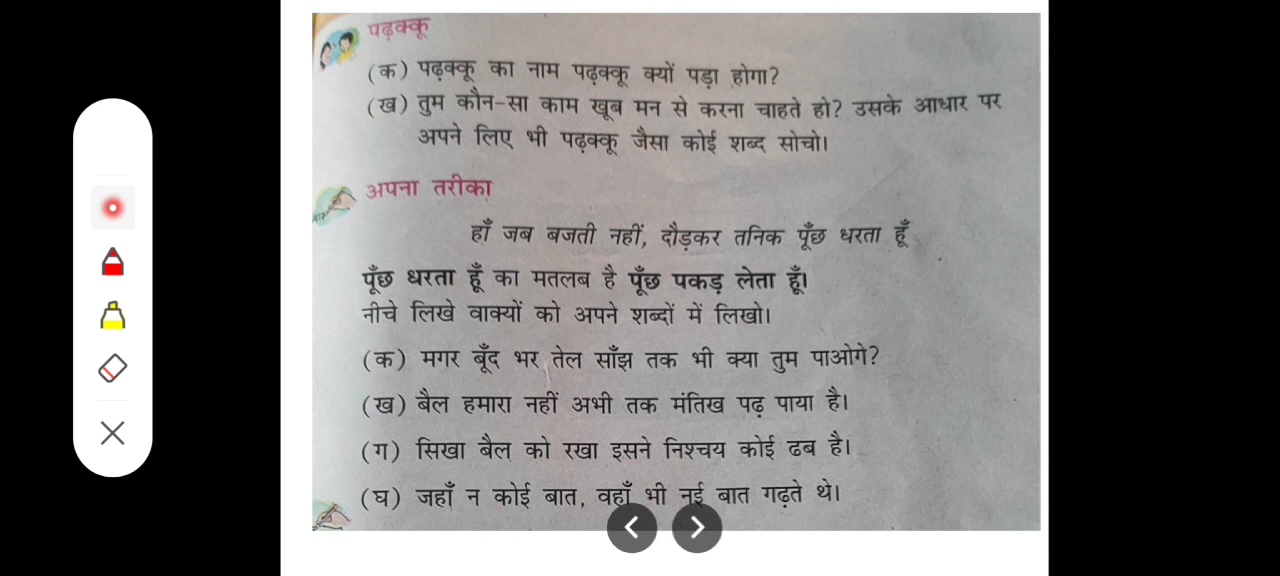 पढ़क्कू
(क) पढ़क्कू का नाम पढ़क्कू क्यों पड़ा होगा?
(ख) तुम कौन-सा काम खूब मन से करना चाहते हो? उसके आधार पर
अपने लिए भी पढ़क्कू जैसा कोई शब्द सोचो।
अपना तरीका
हाँ जब बजती नहीं, दौड़कर तनिक पूँछ धरता हूँ
पूँछ धरता हूँ का मतलब है पूँछ पकड़ लेता हूँ।
नीचे लिखे वाक्यों को अपने शब्दों में लिखो।
(क) मगर बूँद भर तेल साँझ तक भी क्या तुम पाओगे?
(ख) बैल हमारा नहीं अभी तक मंतिख पढ़ पाया है।
(ग) सिखा बैल को रखा इसने निश्चय कोई ढब है।
(घ) जहाँ न कोई बात, वहाँ भी नई बात गढ़ते थे।